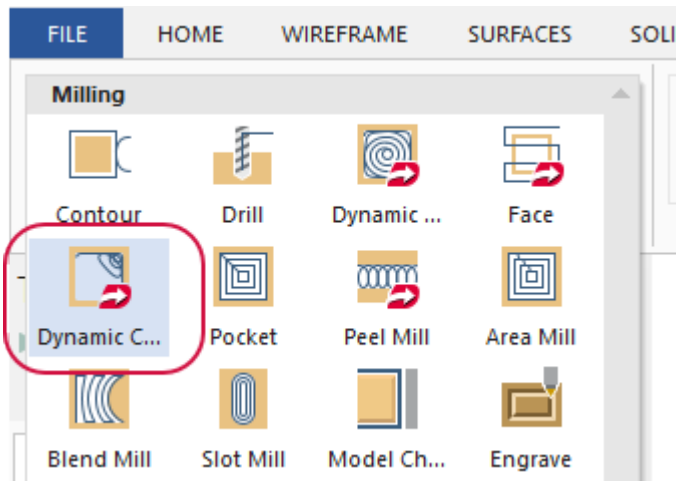 FILE HOME WIREFRAME SURFACES SOLI
Milling
Contour Drill Dynamic ... Face
Dynamic C... Pocket Peel Mill Area Mill
Blend Mill Slot Mill Model Ch... Engrave